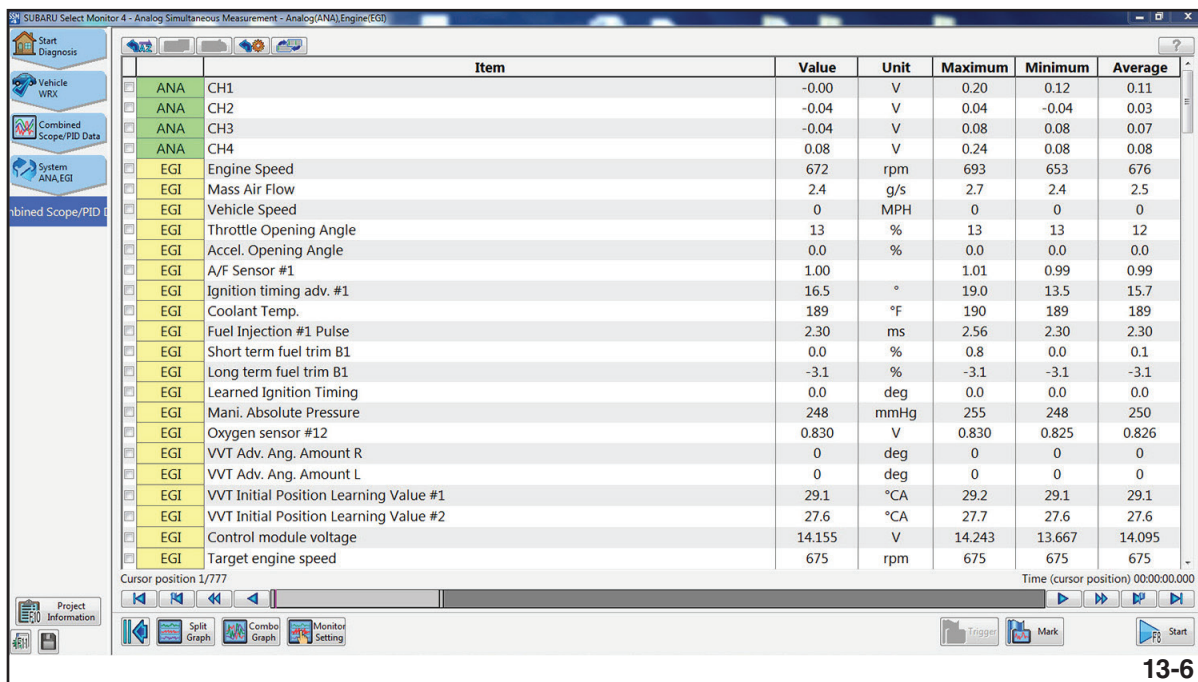 SUBARU Select Monitor 4 - Analog Simultaneous Measurement - Analog(ANA),Engine(EGI)
Start
Diagnosis
Vehicle
WRX
Combined
Scope/PID Data
System
ANA,EGI
nbined Scope/PID D
?
Item Value Unit Maximum Minimum Average
ANA CH1 -0.00 V 0.20 0.12 0.11
ANA CH2 -0.04 V 0.04 -0.04 0.03
ANA CH3 -0.04 V 0.08 0.08 0.07
ANA CH4 0.08 V 0.24 0.08 0.08
EGI Engine Speed 672 rpm 693 653 676
EGI Mass Air Flow 2.4 g/s 2.7 2.4 2.5
EGI Vehicle Speed 0 MPH 0 0 0
EGI Throttle Opening Angle 13 % 13 13 12
EGI Accel. Opening Angle 0.0 % 0.0 0.0 0.0
EGI A/F Sensor #1 1.00 1.01 0.99 0.99
EGI Ignition timing adv. #1 16.5 ° 19.0 13.5 15.7
EGI Coolant Temp. 189 °F 190 189 189
EGI Fuel Injection #1 Pulse 2.30 ms 2.56 2.30 2.30
EGI Short term fuel trim B1 0.0 % 0.8 0.0 0.1
EGI Long term fuel trim B1 -3.1 % -3.1 -3.1 -3.1
EGI Learned Ignition Timing 0.0 deg 0.0 0.0 0.0
EGI Mani. Absolute Pressure 248 mmHg 255 248 250
EGI Oxygen sensor #12 0.830 V 0.830 0.825 0.826
EGI VVT Adv. Ang. Amount R 0 deg 0 0 0
EGI VVT Adv. Ang. Amount L 0 deg 0 0 0
EGI VVT Initial Position Learning Value #1 29.1 °CA 29.2 29.1 29.1
EGI VVT Initial Position Learning Value #2 27.6 °CA 27.7 27.6 27.6
EGI Control module voltage 14.155 V 14.243 13.667 14.095
EGI Target engine speed 675 rpm 675 675 675
Cursor position 1/777 Time (cursor position) 00:00:00.000
Project
Information
F10
F11
Split
Graph
Combo
Graph
Monitor
Setting
Trigger
Mark
F8 Start
13-6